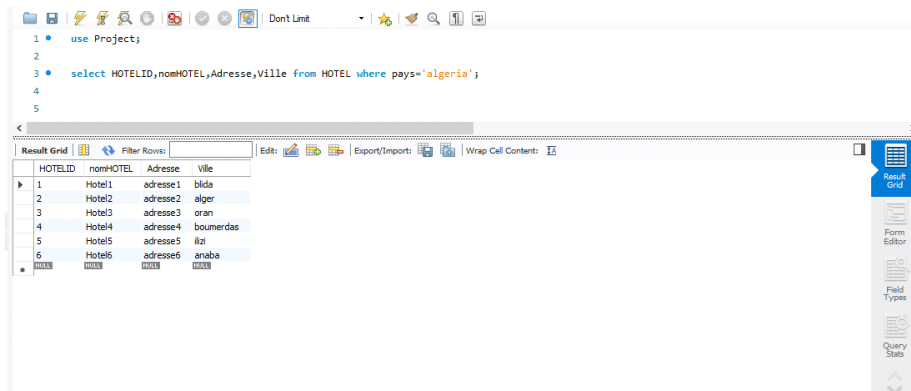 Don't Limit
1 use Project;
2
3 select HOTELID,nomHOTEL,Adresse,Ville from HOTEL where pays='algeria';
4
5
Result Grid Filter Rows: Edit: Export/Import: Wrap Cell Content: IA
HOTELID nomHOTEL Adresse Ville
1 Hotel1 adresse1 blida
2 Hotel2 adresse2 alger
3 Hotel3 adresse3 oran
4 Hotel4 adresse4 boumerdas
5 Hotel5 adresse5 ilizi
6 Hotel6 adresse6 anaba
NULL NULL NULL NULL
Result
Grid
Form
Editor
Field
Types
Query
Stats